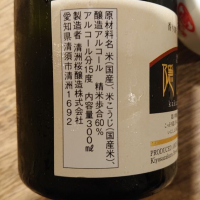 原材料名 米(国産)、米こうじ(国産米)、
醸造アルコール 精米歩合60%
アルコール分15度 内容量300㎖
製造者 清洲桜醸造株式会社
愛知県清須市清洲1692
PRODUCED